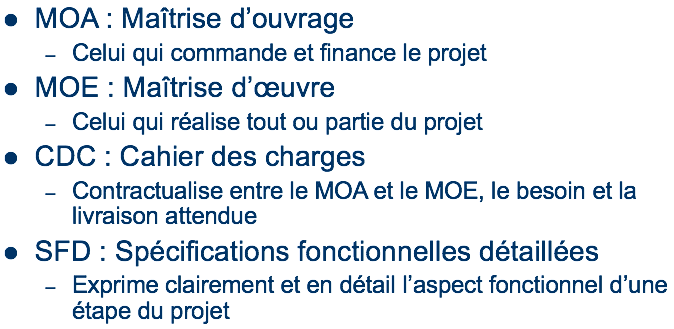 ● MOA : Maîtrise d’ouvrage
– Celui qui commande et finance le projet
● MOE : Maîtrise d’œuvre
– Celui qui réalise tout ou partie du projet
● CDC : Cahier des charges
– Contractualise entre le MOA et le MOE, le besoin et la
livraison attendue
● SFD : Spécifications fonctionnelles détaillées
– Exprime clairement et en détail l’aspect fonctionnel d’une
étape du projet